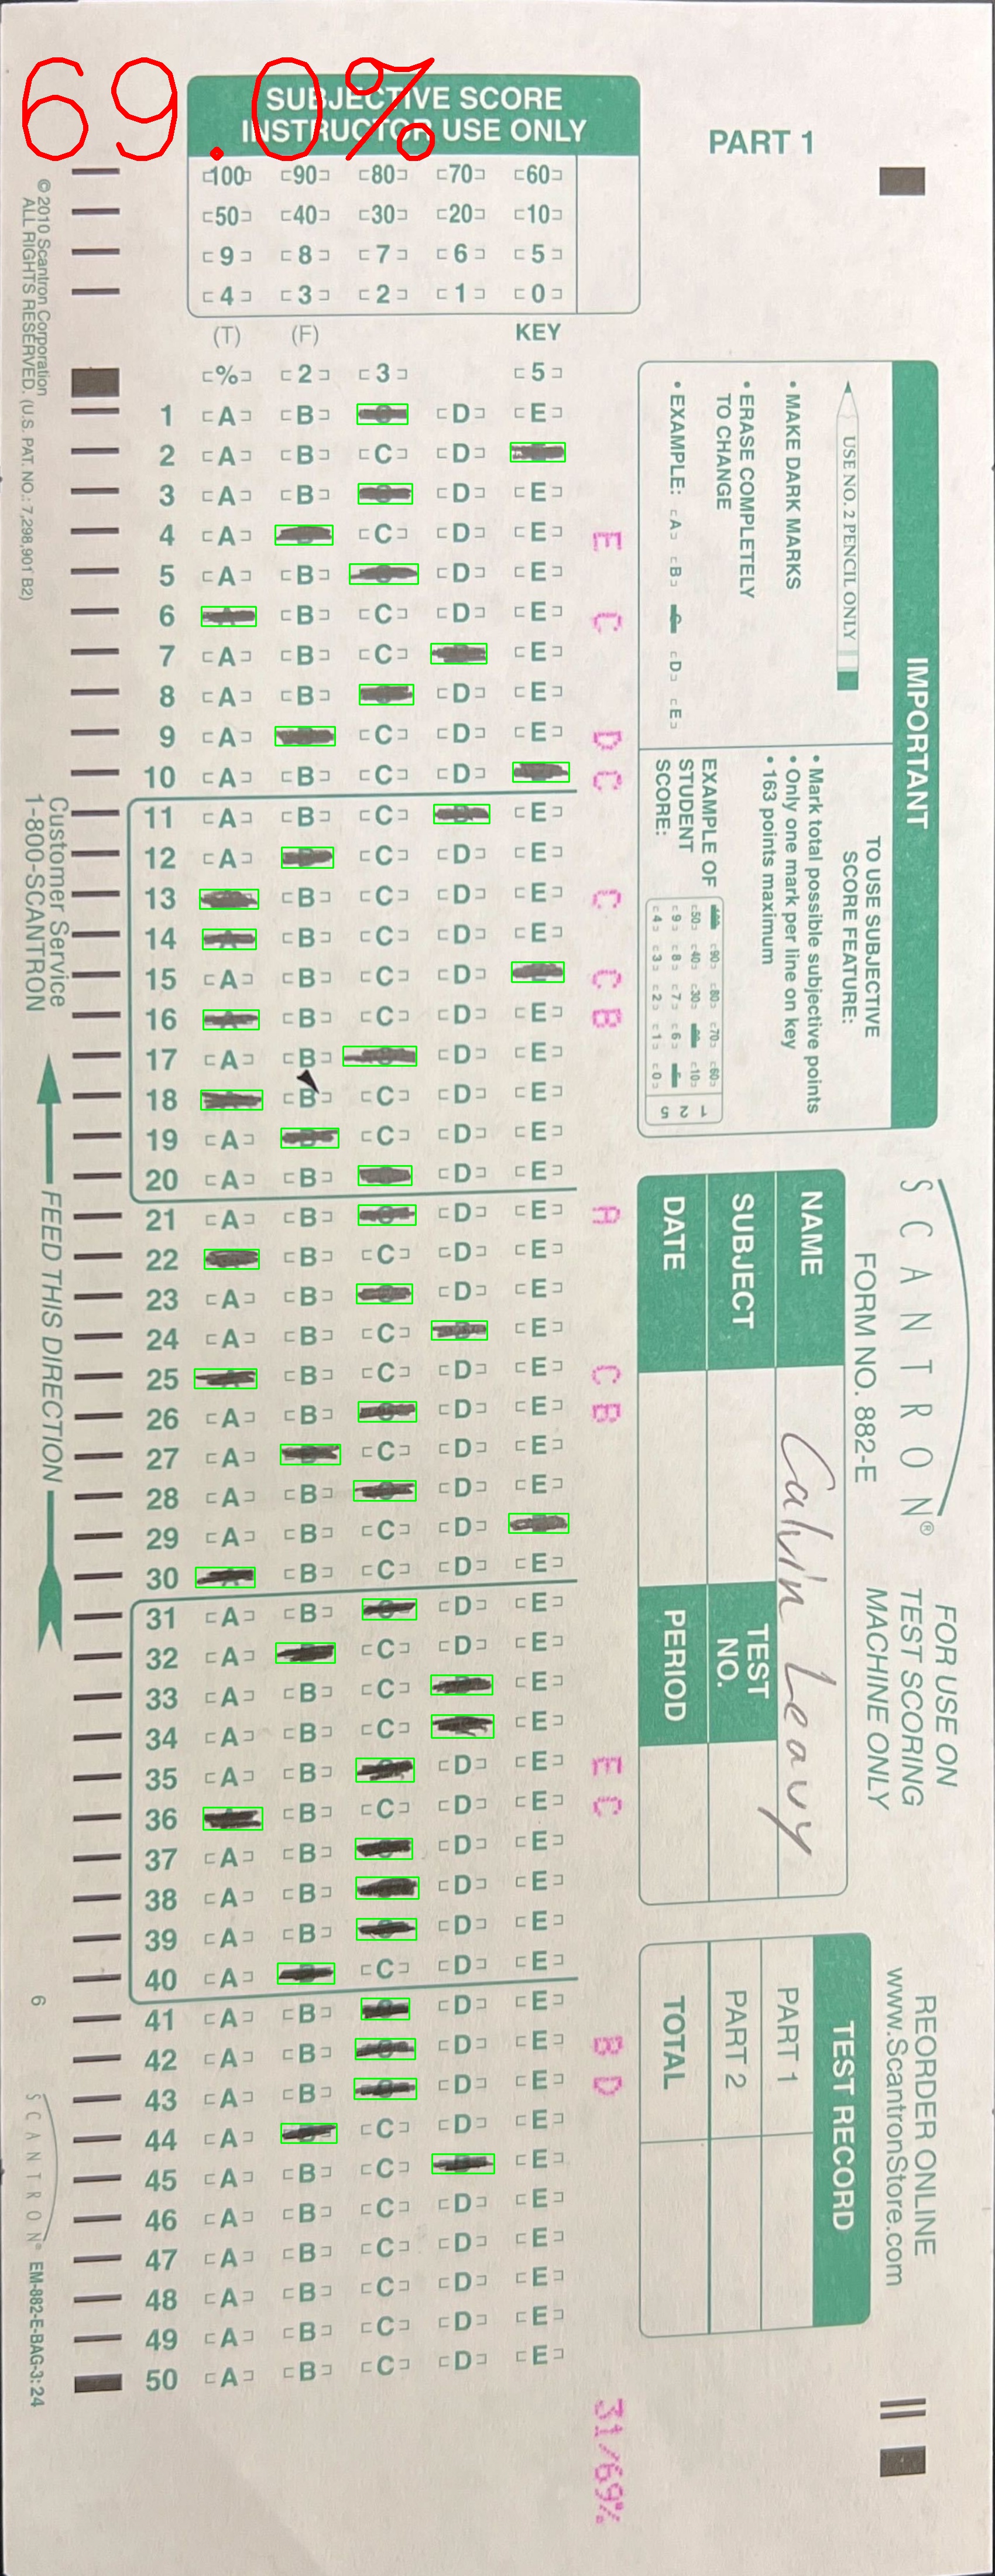 69.0%
SUBJECTIVE SCORE
INSTRUCTOR USE ONLY
100 90 80 70 60
50 40 30 20 10
9 8 7 6 5
4 3 2 1 0
(T) (F) KEY
% 2 3 5
1 A B D E
2 A B C D
3 A B D E
4 A C D E E
5 A B D E
6 B C D E C
7 A B C E
8 A B D E
9 A C D E D
10 A B C D C
11 A B C E
12 A C D E
13 B C D E C
14 B C D E
15 A B C D C
16 B C D E B
17 A B D E
18 B C D E
19 A C D E
20 A B D E
21 A B D E A
22 B C D E
23 A B D E
24 A B C E
25 B C D E C
26 A B D E B
27 A C D E
28 A B D E
29 A B C D
30 B C D E
31 A B D E
32 A C D E
33 A B C E
34 A B C E
35 A B D E E
36 B C D E C
37 A B D E
38 A B D E
39 A B D E
40 A C D E
41 A B D E
42 A B D E B
43 A B D E D
44 A C D E
45 A B C E
46 A B C D E
47 A B C D E
48 A B C D E
49 A B C D E
50 A B C D E
31/69%
PART 1
IMPORTANT
USE NO. 2 PENCIL ONLY
• MAKE DARK MARKS
• ERASE COMPLETELY
TO CHANGE
• EXAMPLE: A B C D E
TO USE SUBJECTIVE
SCORE FEATURE:
• Mark total possible subjective points
• Only one mark per line on key
• 163 points maximum
EXAMPLE OF
STUDENT
SCORE:
90 80 70 60
50 40 30 10
9 8 7 6
4 3 2 1 0
1 2 5
SCANTRON®
FORM NO. 882-E
FOR USE ON
TEST SCORING
MACHINE ONLY
NAME Calvin Leavy
SUBJECT
TEST
NO.
DATE
PERIOD
REORDER ONLINE
www.ScantronStore.com
TEST RECORD
PART 1
PART 2
TOTAL
© 2010 Scantron Corporation
ALL RIGHTS RESERVED. (U.S. PAT. NO.: 7,298,901 B2)
Customer Service
1-800-SCANTRON
FEED THIS DIRECTION
6
SCANTRON® EM-882-E-BAG-3:24